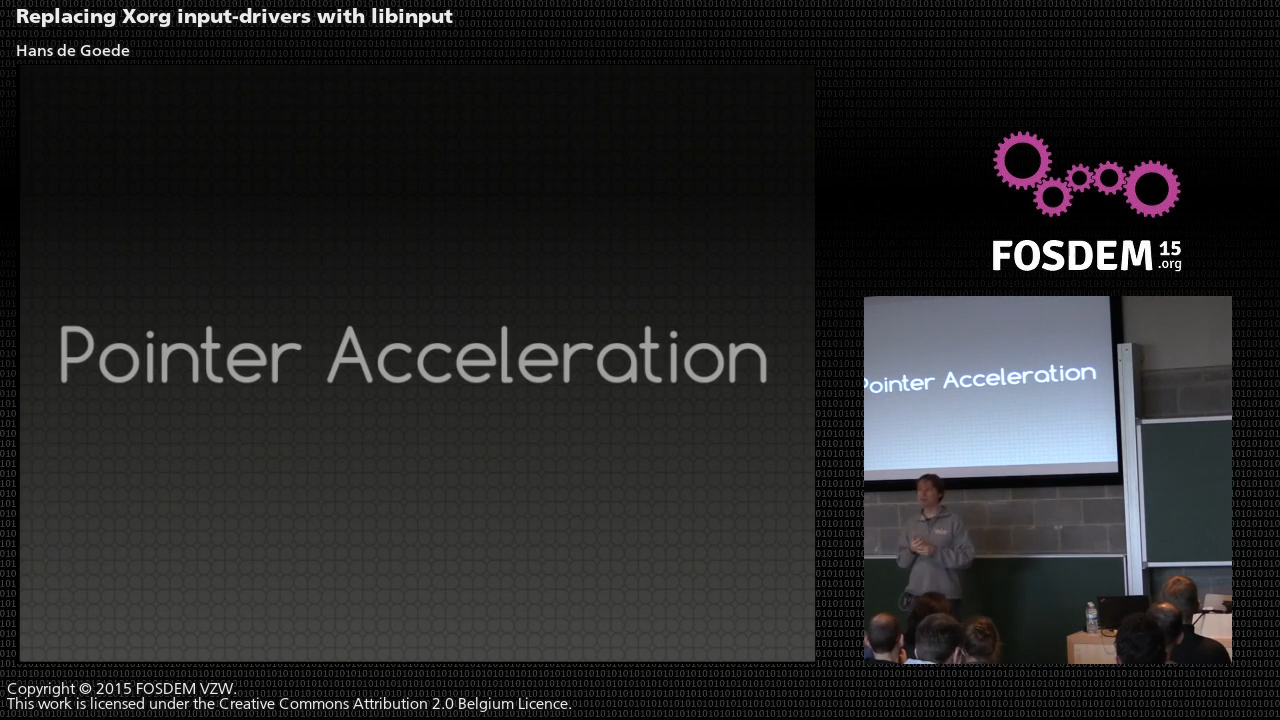 Replacing Xorg input-drivers with libinput
Hans de Goede
Pointer Acceleration
FOSDEM 15
.org
Pointer Acceleration
Copyright © 2015 FOSDEM VZW.
This work is licensed under the Creative Commons Attribution 2.0 Belgium Licence.